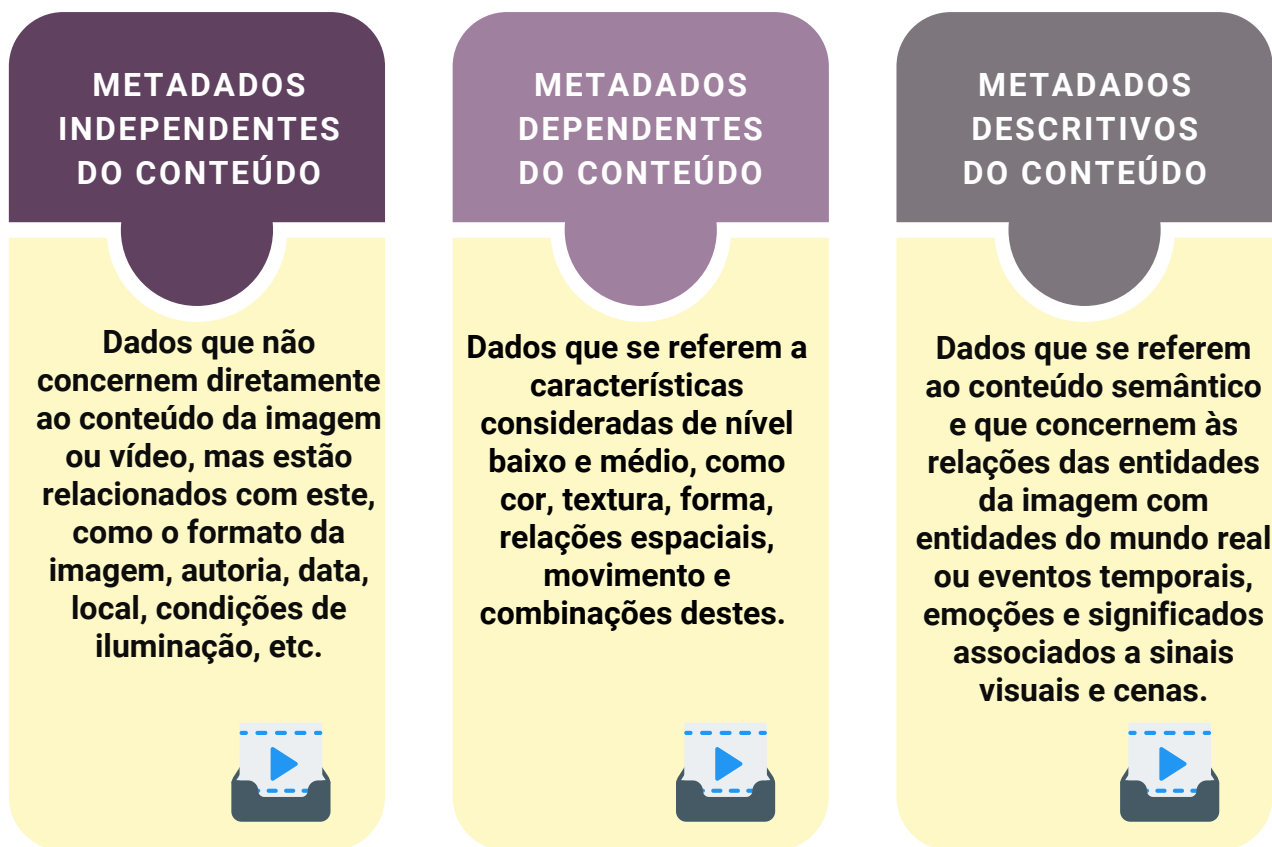 METADADOS
INDEPENDENTES
DO CONTEÚDO
Dados que não
concernem diretamente
ao conteúdo da imagem
ou vídeo, mas estão
relacionados com este,
como o formato da
imagem, autoria, data,
local, condições de
iluminação, etc.
METADADOS
DEPENDENTES
DO CONTEÚDO
Dados que se referem a
características
consideradas de nível
baixo e médio, como
cor, textura, forma,
relações espaciais,
movimento e
combinações destes.
METADADOS
DESCRITIVOS
DO CONTEÚDO
Dados que se referem
ao conteúdo semântico
e que concernem às
relações das entidades
da imagem com
entidades do mundo real
ou eventos temporais,
emoções e significados
associados a sinais
visuais e cenas.